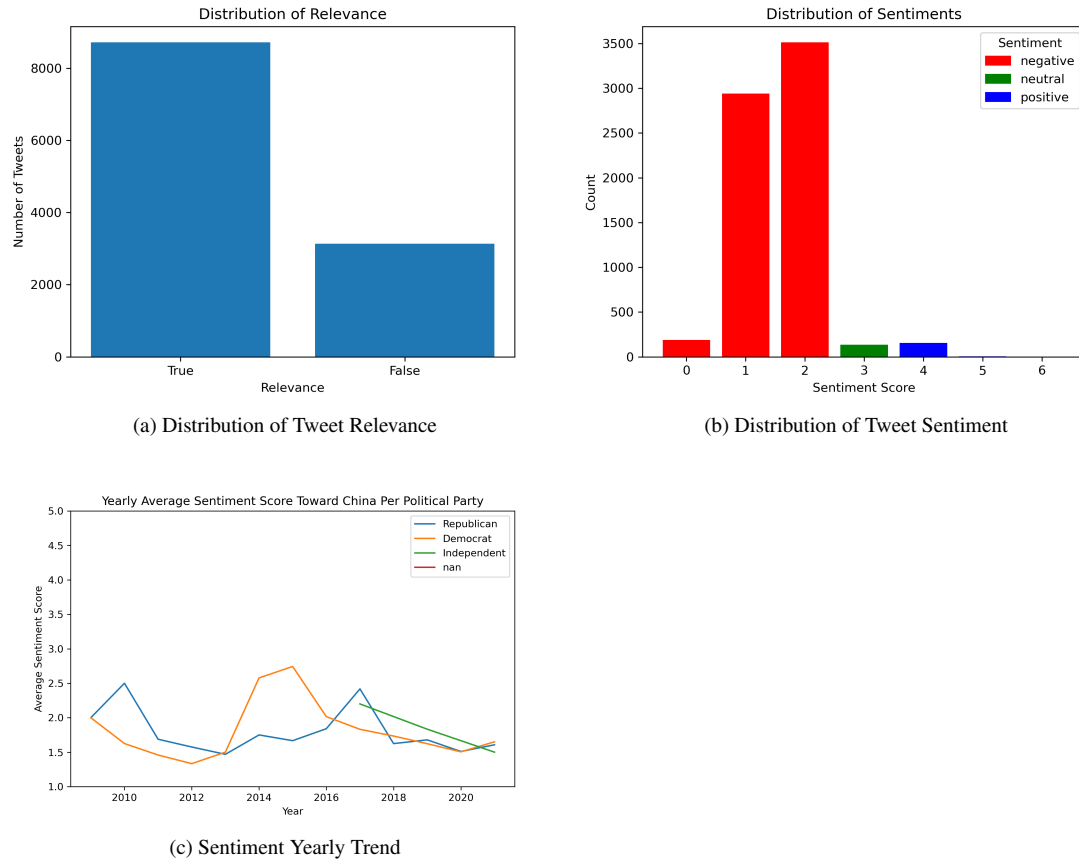 Distribution of Relevance
8000
6000
4000
2000
0
Number of Tweets
True
False
Relevance
(a) Distribution of Tweet Relevance
Distribution of Sentiments
Sentiment
negative
neutral
positive
3500
3000
2500
2000
1500
1000
500
0
Count
0 1 2 3 4 5 6
Sentiment Score
(b) Distribution of Tweet Sentiment
Yearly Average Sentiment Score Toward China Per Political Party
Republican
Democrat
Independent
nan
5.0
4.5
4.0
3.5
3.0
2.5
2.0
1.5
1.0
Average Sentiment Score
2010 2012 2014 2016 2018 2020
Year
(c) Sentiment Yearly Trend